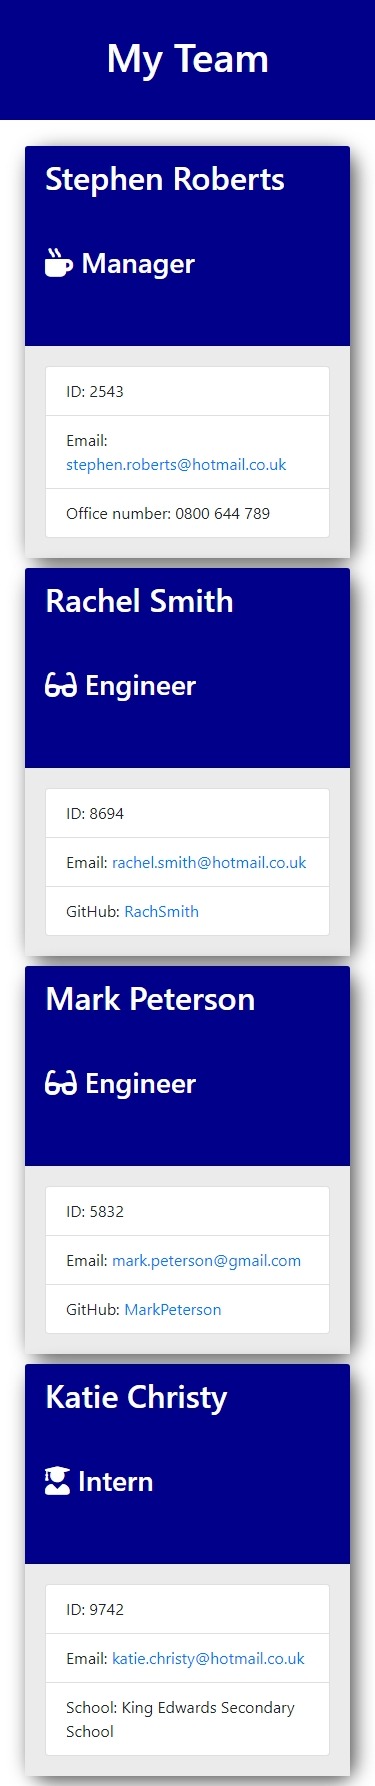 My Team
Stephen Roberts
Manager
ID: 2543
Email:
stephen.roberts@hotmail.co.uk
Office number: 0800 644 789
Rachel Smith
Engineer
ID: 8694
Email: rachel.smith@hotmail.co.uk
GitHub: RachSmith
Mark Peterson
Engineer
ID: 5832
Email: mark.peterson@gmail.com
GitHub: MarkPeterson
Katie Christy
Intern
ID: 9742
Email: katie.christy@hotmail.co.uk
School: King Edwards Secondary
School